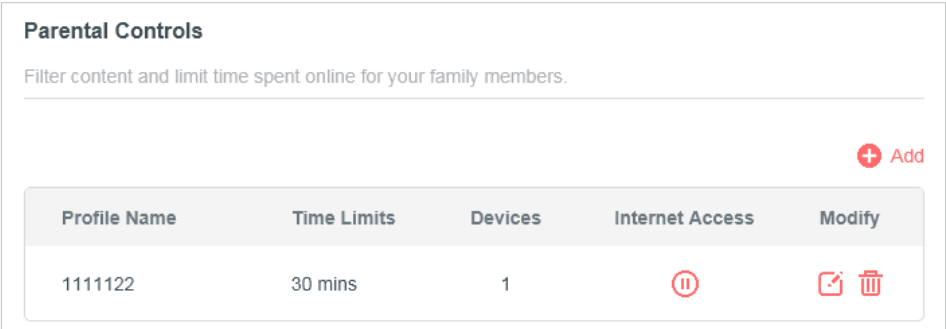 Parental Controls
Filter content and limit time spent online for your family members.
Add
Profile Name Time Limits Devices Internet Access Modify
1111122 30 mins 1